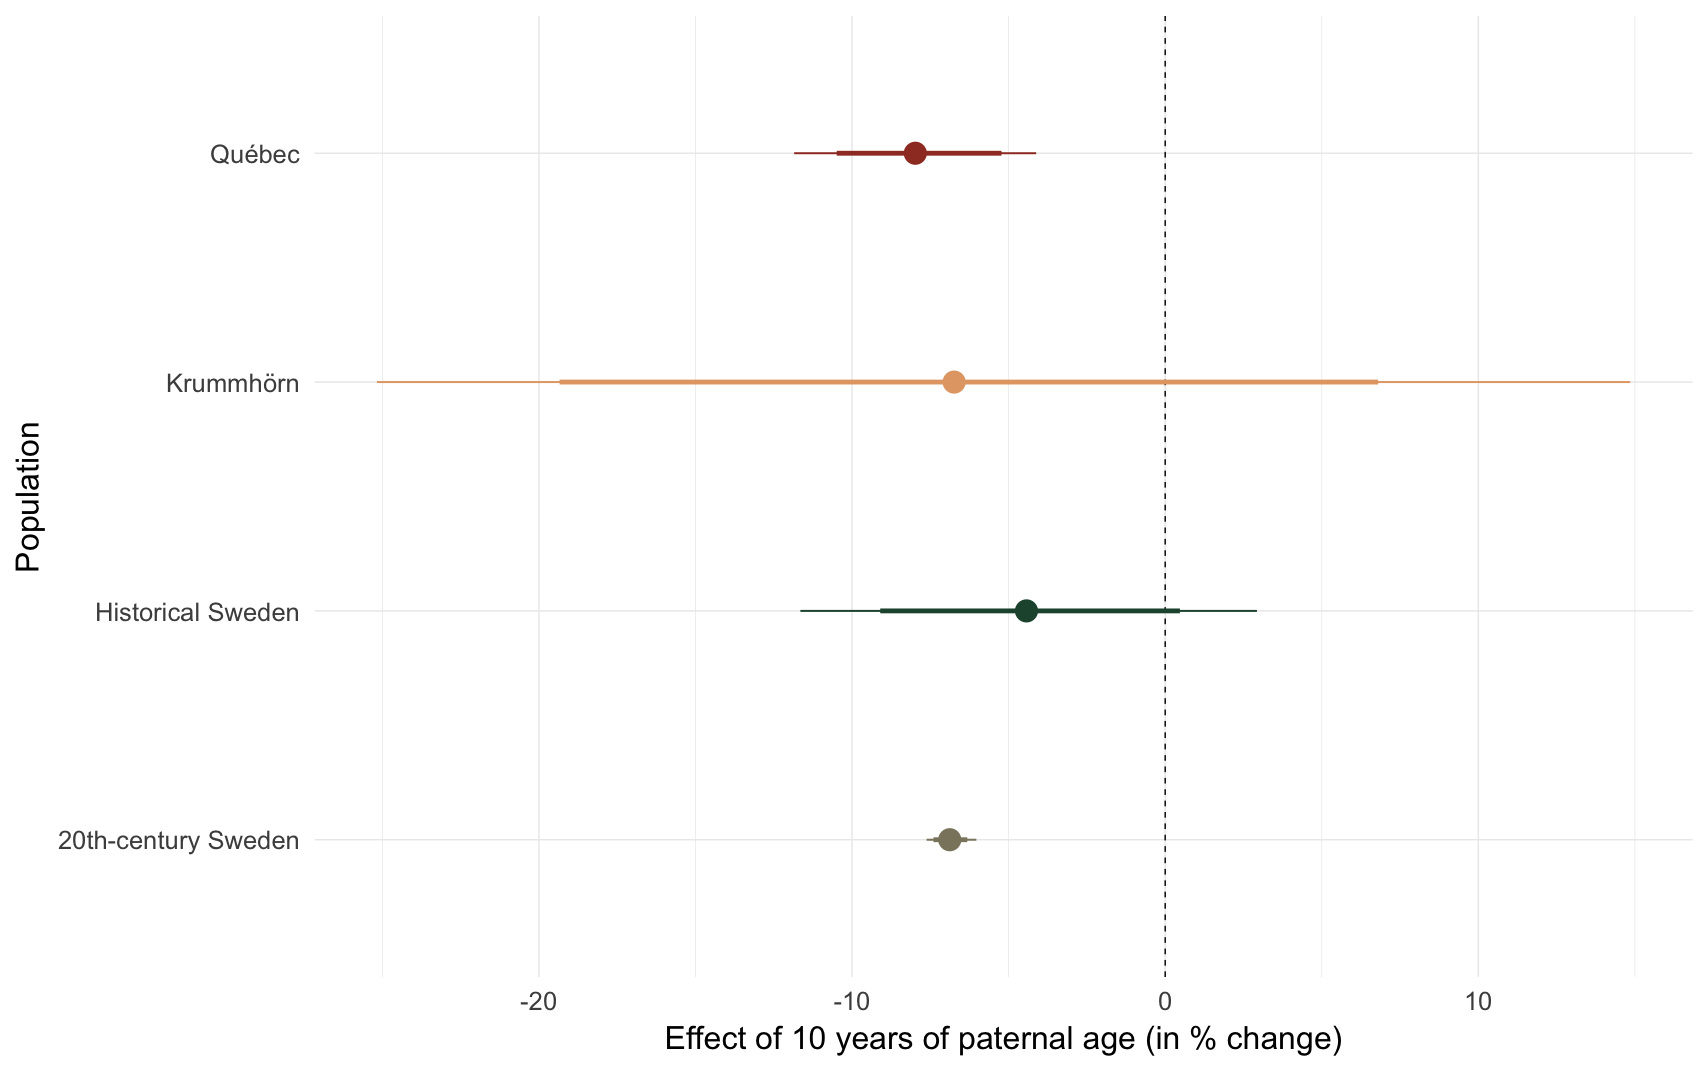 Québec
Krummhörn
Historical Sweden
20th-century Sweden
Population
-20
-10
0
10
Effect of 10 years of paternal age (in % change)